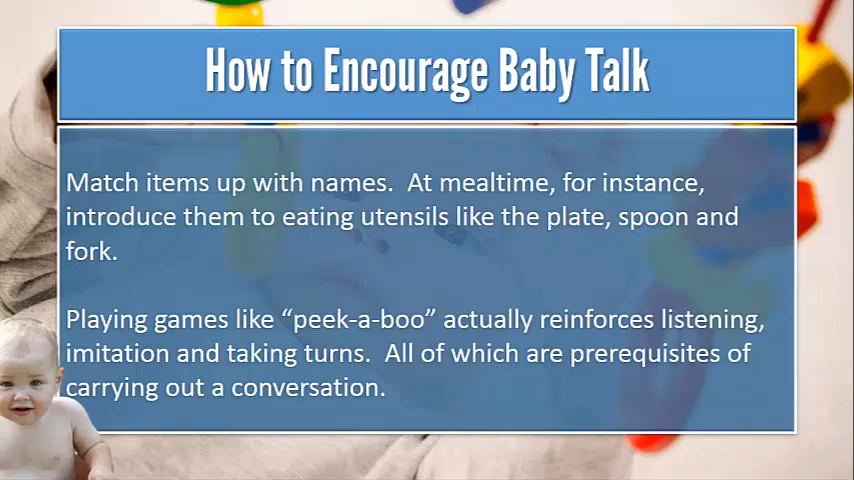 How to Encourage Baby Talk
Match items up with names.  At mealtime, for instance,
introduce them to eating utensils like the plate, spoon and
fork.
Playing games like “peek-a-boo” actually reinforces listening,
imitation and taking turns.  All of which are prerequisites of
carrying out a conversation.